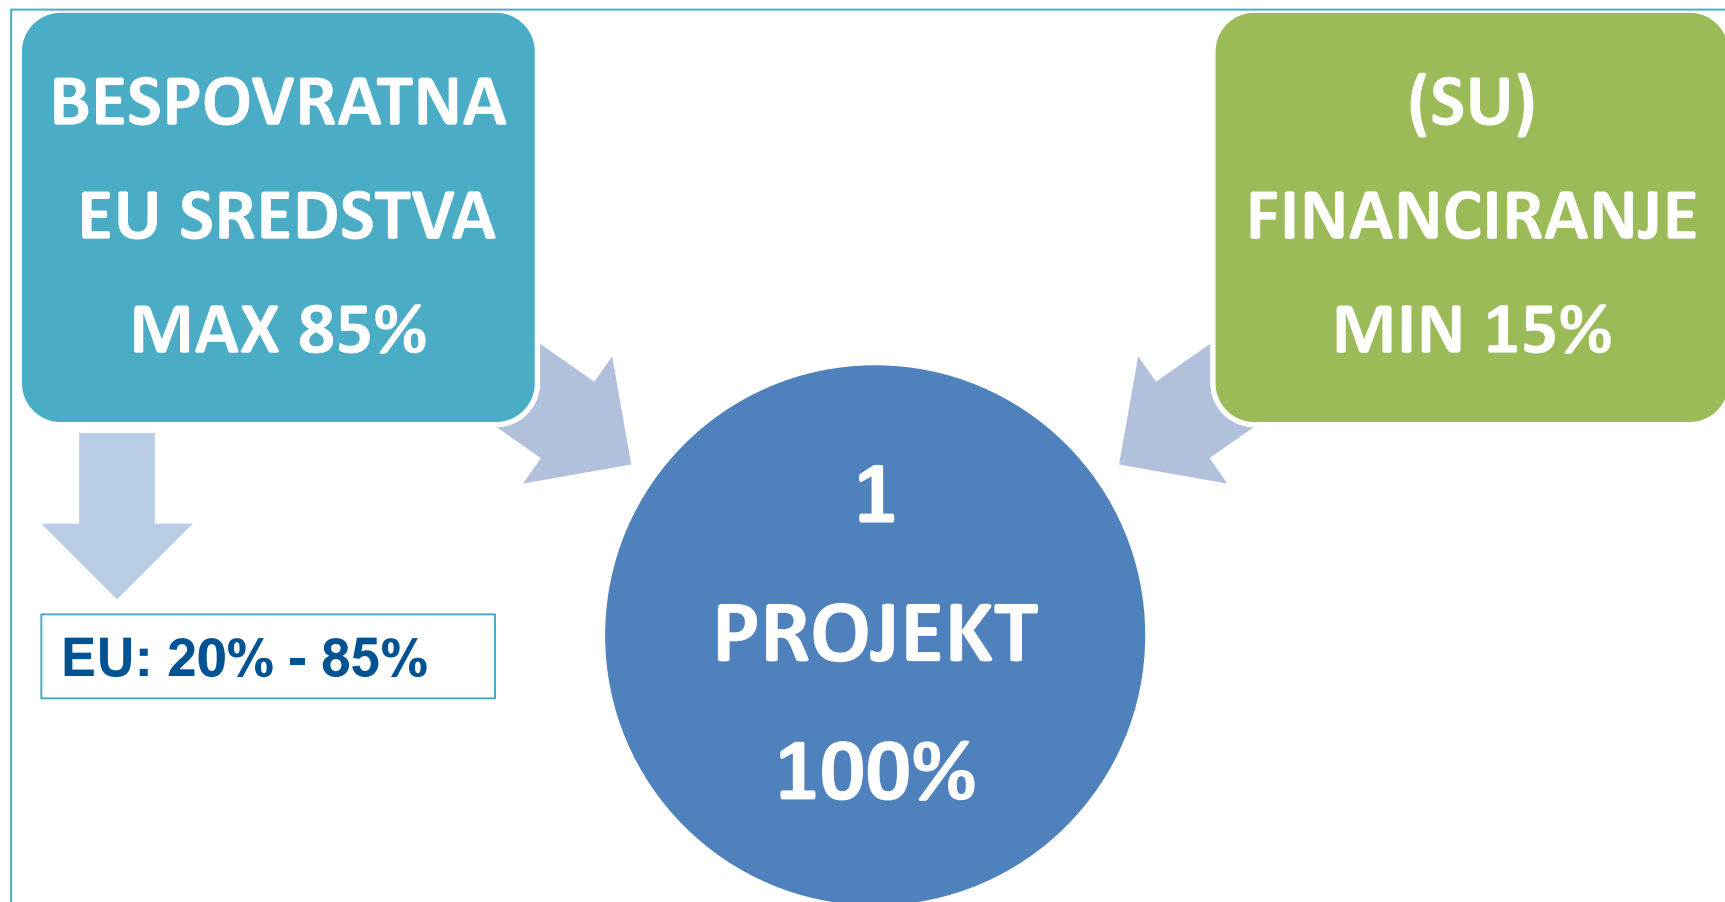 BESPOVRATNA
EU SREDSTVA
MAX 85%
(SU)
FINANCIRANJE
MIN 15%
EU: 20% - 85%
1
PROJEKT
100%